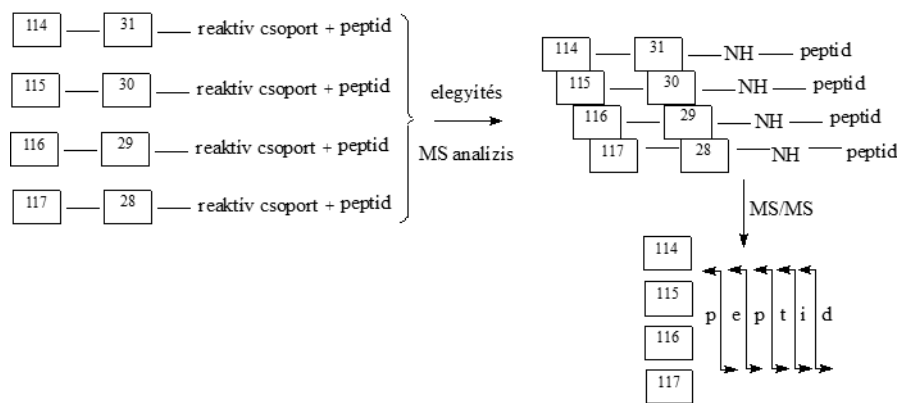 114 31 reaktív csoport + peptid
115 30 reaktív csoport + peptid
116 29 reaktív csoport + peptid
117 28 reaktív csoport + peptid
elegyítés
MS analízis
114 31 NH peptid
115 30 NH peptid
116 29 NH peptid
117 28 NH peptid
MS/MS
114
115
116
117
p e p t i d